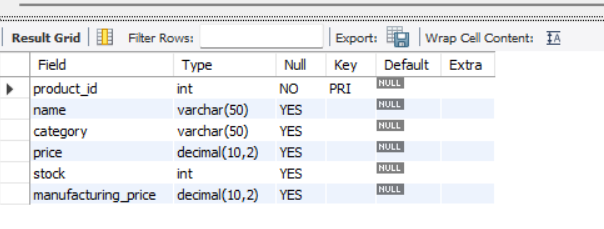 Result Grid Filter Rows: Export: Wrap Cell Content:
Field Type Null Key Default Extra
product_id int NO PRI NULL
name varchar(50) YES NULL
category varchar(50) YES NULL
price decimal(10,2) YES NULL
stock int YES NULL
manufacturing_price decimal(10,2) YES NULL